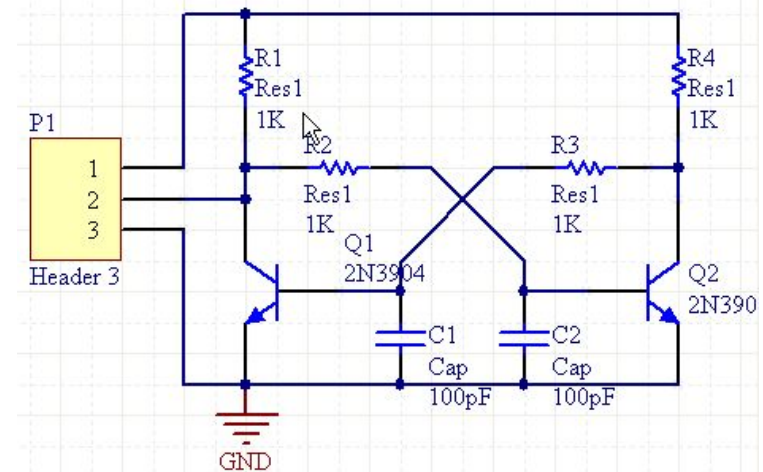 P1
1
2
3
Header 3
R1
Res1
1K
R2
Res1
1K
R3
Res1
1K
R4
Res1
1K
Q1
2N3904
Q2
2N390
C1
Cap
100pF
C2
Cap
100pF
GND